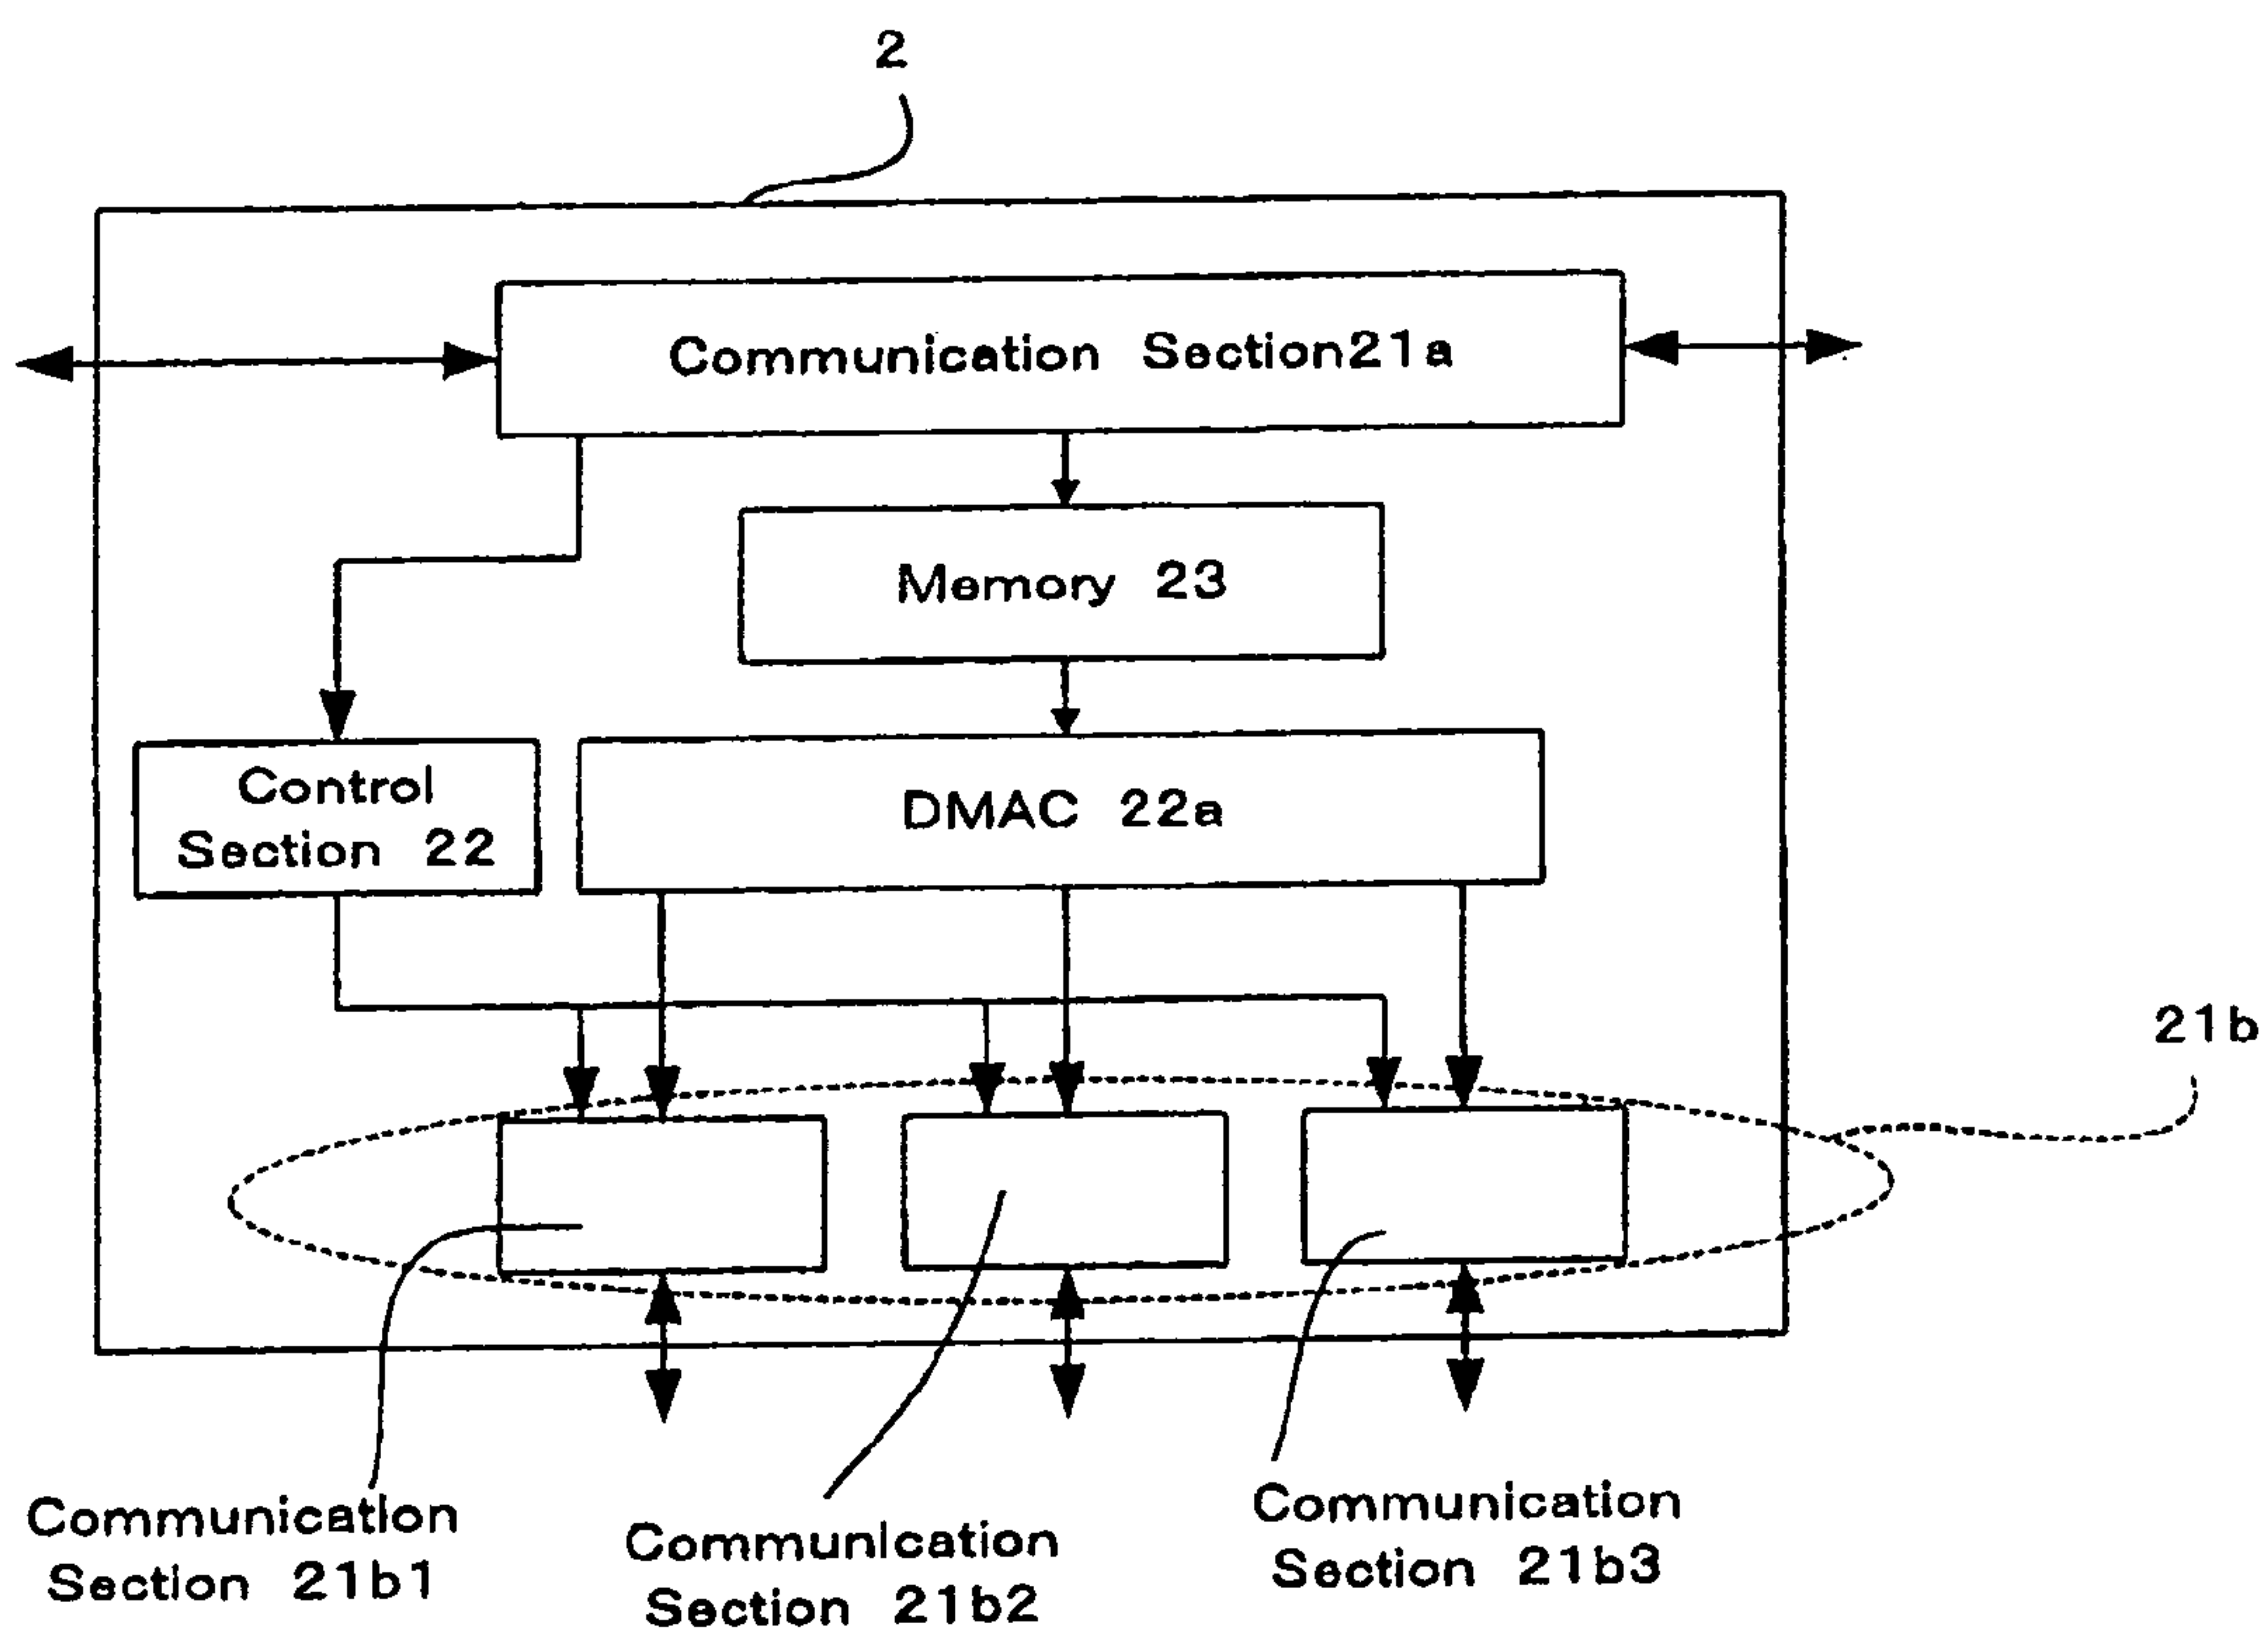 2
Communication Section21a
Memory 23
Control
Section 22
DMAC 22a
21b
Communication
Section 21b1
Communication
Section 21b2
Communication
Section 21b3